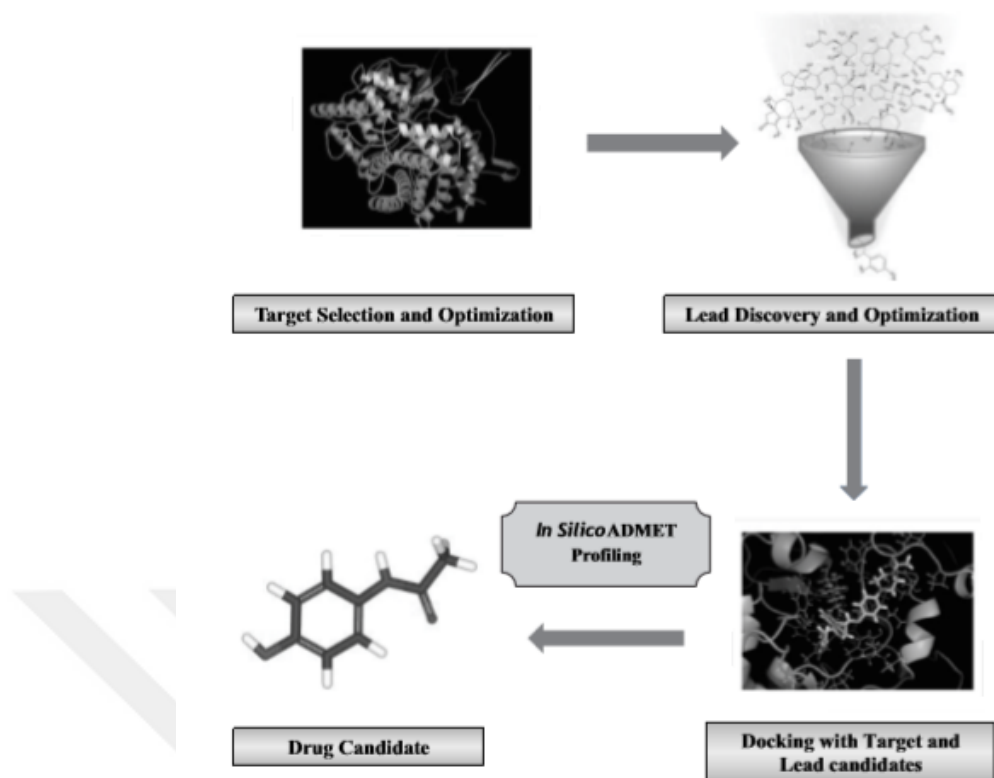 Target Selection and Optimization
Lead Discovery and Optimization
In Silico ADMET
Profiling
Drug Candidate
Docking with Target and
Lead candidates